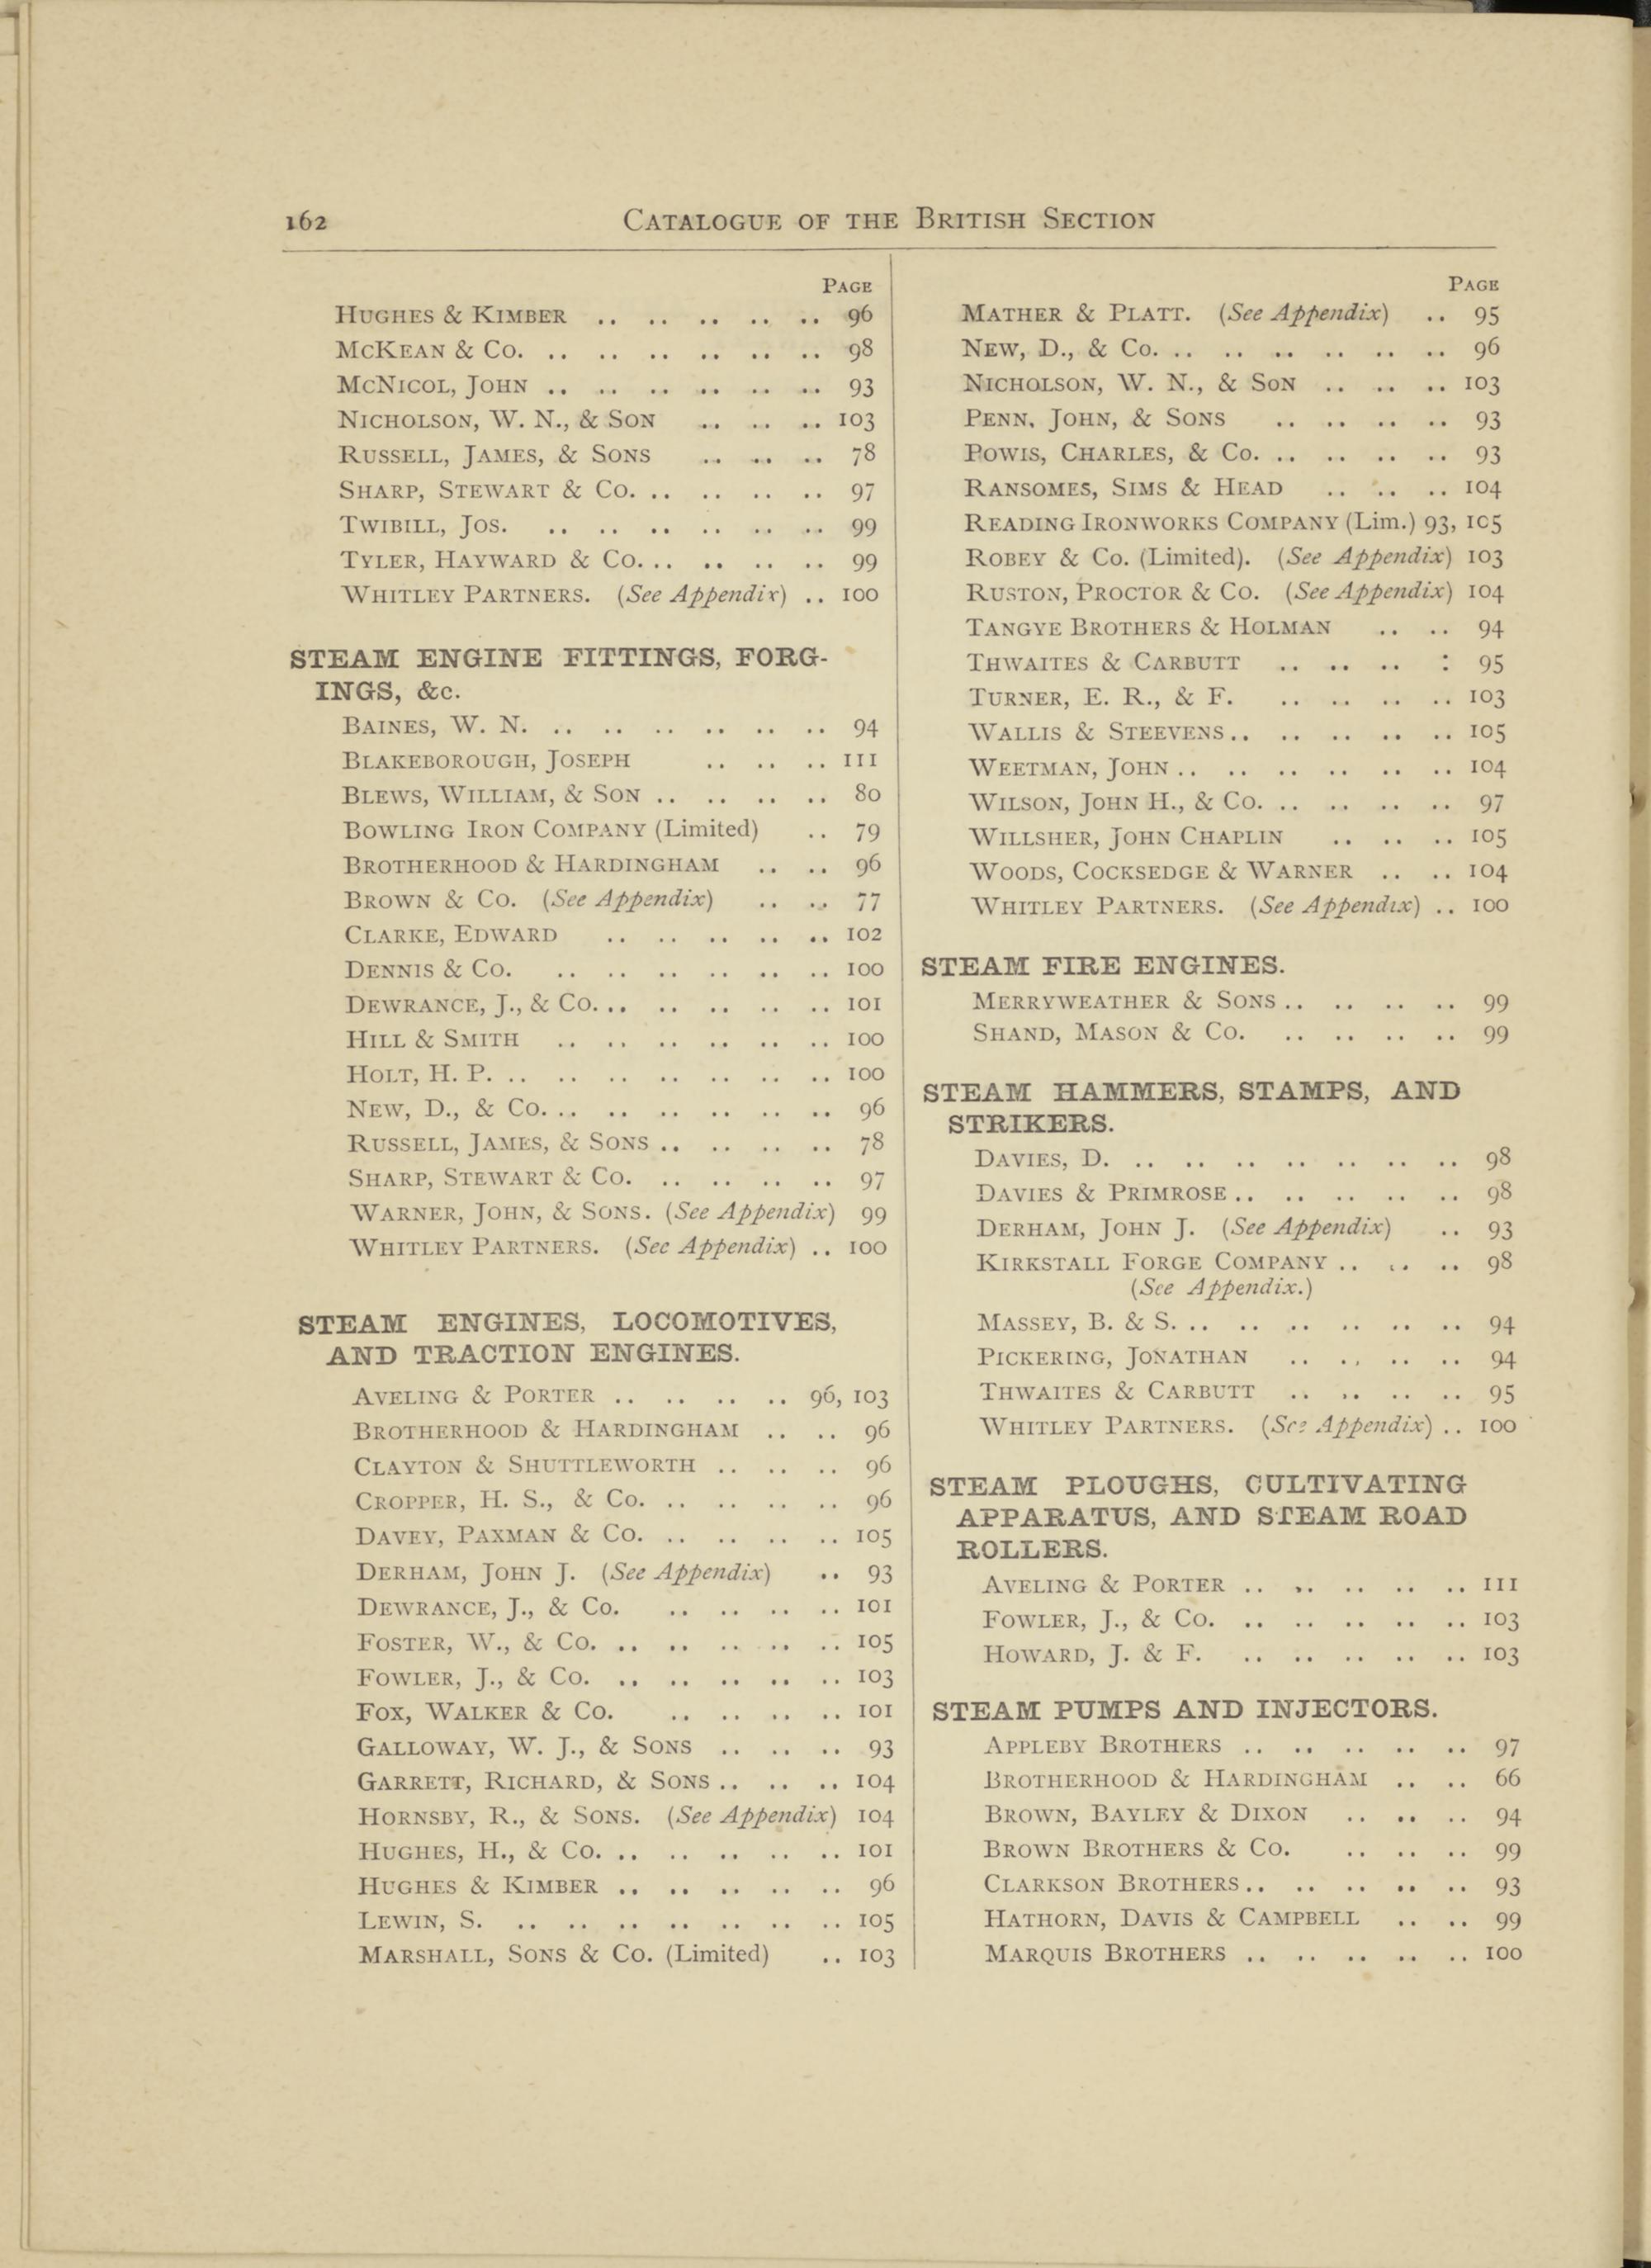 162 CATALOGUE OF THE BRITISH SECTION
PAGE
HUGHES & KIMBER .. .. .. .. .. 96
MCKEAN & CO. .. .. .. .. .. .. 98
MCNICOL, JOHN .. .. .. .. .. .. 93
NICHOLSON, W. N., & SON .. .. .. 103
RUSSELL, JAMES, & SONS .. .. .. 78
SHARP, STEWART & CO. .. .. .. .. 97
TWIBILL, JOS. .. .. .. .. .. .. 99
TYLER, HAYWARD & CO. .. .. .. .. 99
WHITLEY PARTNERS. (See Appendix) .. 100
STEAM ENGINE FITTINGS, FORG-
INGS, &c.
BAINES, W. N. .. .. .. .. .. .. 94
BLAKEBOROUGH, JOSEPH .. .. .. 111
BLEWS, WILLIAM, & SON .. .. .. .. 80
BOWLING IRON COMPANY (Limited) .. 79
BROTHERHOOD & HARDINGHAM .. .. 96
BROWN & CO. (See Appendix) .. .. 77
CLARKE, EDWARD .. .. .. .. .. 102
DENNIS & CO. .. .. .. .. .. .. 100
DEWRANCE, J., & CO. .. .. .. .. .. 101
HILL & SMITH .. .. .. .. .. .. 100
HOLT, H. P. .. .. .. .. .. .. .. 100
NEW, D., & CO. .. .. .. .. .. .. 96
RUSSELL, JAMES, & SONS .. .. .. .. 78
SHARP, STEWART & CO. .. .. .. .. 97
WARNER, JOHN, & SONS. (See Appendix) 99
WHITLEY PARTNERS. (See Appendix) .. 100
STEAM ENGINES, LOCOMOTIVES,
AND TRACTION ENGINES.
AVELING & PORTER .. .. .. .. 96, 103
BROTHERHOOD & HARDINGHAM .. .. 96
CLAYTON & SHUTTLEWORTH .. .. .. 96
CROPPER, H. S., & CO. .. .. .. .. 96
DAVEY, PAXMAN & CO. .. .. .. .. 105
DERHAM, JOHN J. (See Appendix) .. 93
DEWRANCE, J., & CO. .. .. .. .. 101
FOSTER, W., & CO. .. .. .. .. .. 105
FOWLER, J., & CO. .. .. .. .. .. 103
FOX, WALKER & CO. .. .. .. .. 101
GALLOWAY, W. J., & SONS .. .. .. 93
GARRETT, RICHARD, & SONS .. .. .. 104
HORNSBY, R., & SONS. (See Appendix) 104
HUGHES, H., & CO. .. .. .. .. .. 101
HUGHES & KIMBER .. .. .. .. .. 96
LEWIN, S. .. .. .. .. .. .. .. 105
MARSHALL, SONS & CO. (Limited) .. 103
PAGE
MATHER & PLATT. (See Appendix) .. 95
NEW, D., & CO. .. .. .. .. .. .. 96
NICHOLSON, W. N., & SON .. .. .. 103
PENN, JOHN, & SONS .. .. .. .. 93
POWIS, CHARLES, & CO. .. .. .. .. 93
RANSOMES, SIMS & HEAD .. .. .. 104
READING IRONWORKS COMPANY (Lim.) 93, 105
ROBEY & CO. (Limited). (See Appendix) 103
RUSTON, PROCTOR & CO. (See Appendix) 104
TANGYE BROTHERS & HOLMAN .. .. 94
THWAITES & CARBUTT .. .. .. : 95
TURNER, E. R., & F. .. .. .. .. 103
WALLIS & STEEVENS .. .. .. .. .. 105
WEETMAN, JOHN .. .. .. .. .. .. 104
WILSON, JOHN H., & CO. .. .. .. .. 97
WILLSHER, JOHN CHAPLIN .. .. .. 105
WOODS, COCKSEDGE & WARNER .. .. 104
WHITLEY PARTNERS. (See Appendix) .. 100
STEAM FIRE ENGINES.
MERRYWEATHER & SONS .. .. .. .. 99
SHAND, MASON & CO. .. .. .. .. 99
STEAM HAMMERS, STAMPS, AND
STRIKERS.
DAVIES, D. .. .. .. .. .. .. .. 98
DAVIES & PRIMROSE .. .. .. .. .. 98
DERHAM, JOHN J. (See Appendix) .. 93
KIRKSTALL FORGE COMPANY .. .. .. 98
(See Appendix.)
MASSEY, B. & S. .. .. .. .. .. .. 94
PICKERING, JONATHAN .. .. .. .. 94
THWAITES & CARBUTT .. .. .. .. 95
WHITLEY PARTNERS. (See Appendix) .. 100
STEAM PLOUGHS, CULTIVATING
APPARATUS, AND STEAM ROAD
ROLLERS.
AVELING & PORTER .. .. .. .. .. 111
FOWLER, J., & CO. .. .. .. .. .. 103
HOWARD, J. & F. .. .. .. .. .. 103
STEAM PUMPS AND INJECTORS.
APPLEBY BROTHERS .. .. .. .. .. 97
BROTHERHOOD & HARDINGHAM .. .. 66
BROWN, BAYLEY & DIXON .. .. .. 94
BROWN BROTHERS & CO. .. .. .. 99
CLARKSON BROTHERS .. .. .. .. .. 93
HATHORN, DAVIS & CAMPBELL .. .. 99
MARQUIS BROTHERS .. .. .. .. .. 100